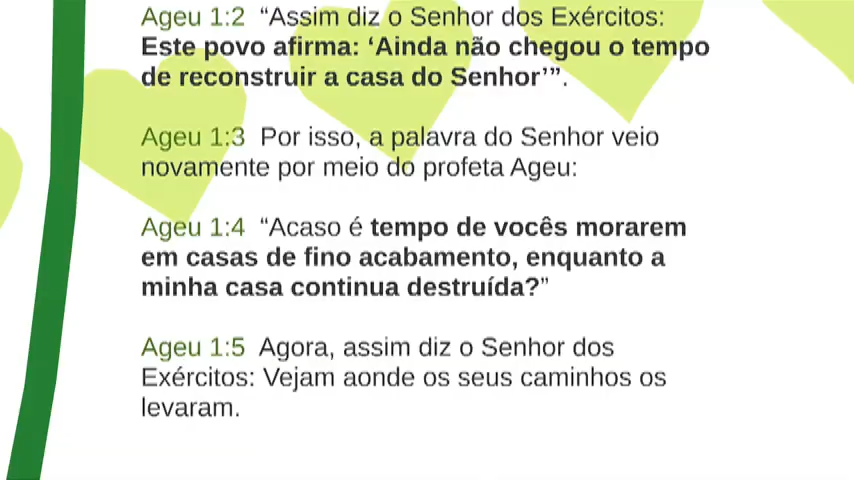 Ageu 1:2 “Assim diz o Senhor dos Exércitos:
Este povo afirma: ‘Ainda não chegou o tempo
de reconstruir a casa do Senhor’”.
Ageu 1:3 Por isso, a palavra do Senhor veio
novamente por meio do profeta Ageu:
Ageu 1:4 “Acaso é tempo de vocês morarem
em casas de fino acabamento, enquanto a
minha casa continua destruída?”
Ageu 1:5 Agora, assim diz o Senhor dos
Exércitos: Vejam aonde os seus caminhos os
levaram.